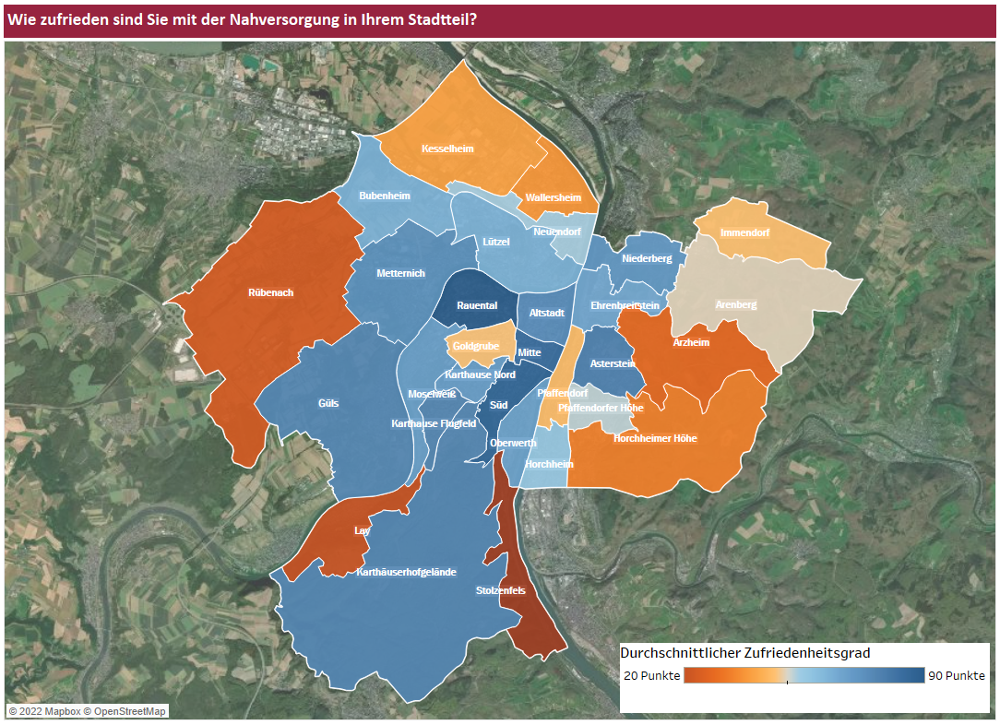 Wie zufrieden sind Sie mit der Nahversorgung in Ihrem Stadtteil?
Kesselheim
Bubenheim
Wallersheim
Neuendorf
Immendorf
Lützel
Niederberg
Metternich
Rübenach
Rauental
Ehrenbreitstein
Arenberg
Altstadt
Goldgrube
Arzheim
Mitte
Asterstein
Karthause Nord
Moselweiß
Pfaffendorf
Güls
Süd
Pfaffendorfer Höhe
Karthause Flugfeld
Oberwerth
Horchheimer Höhe
Horchheim
Lay
Karthäuserhofgelände
Stolzenfels
Durchschnittlicher Zufriedenheitsgrad
20 Punkte 90 Punkte
© 2022 Mapbox © OpenStreetMap